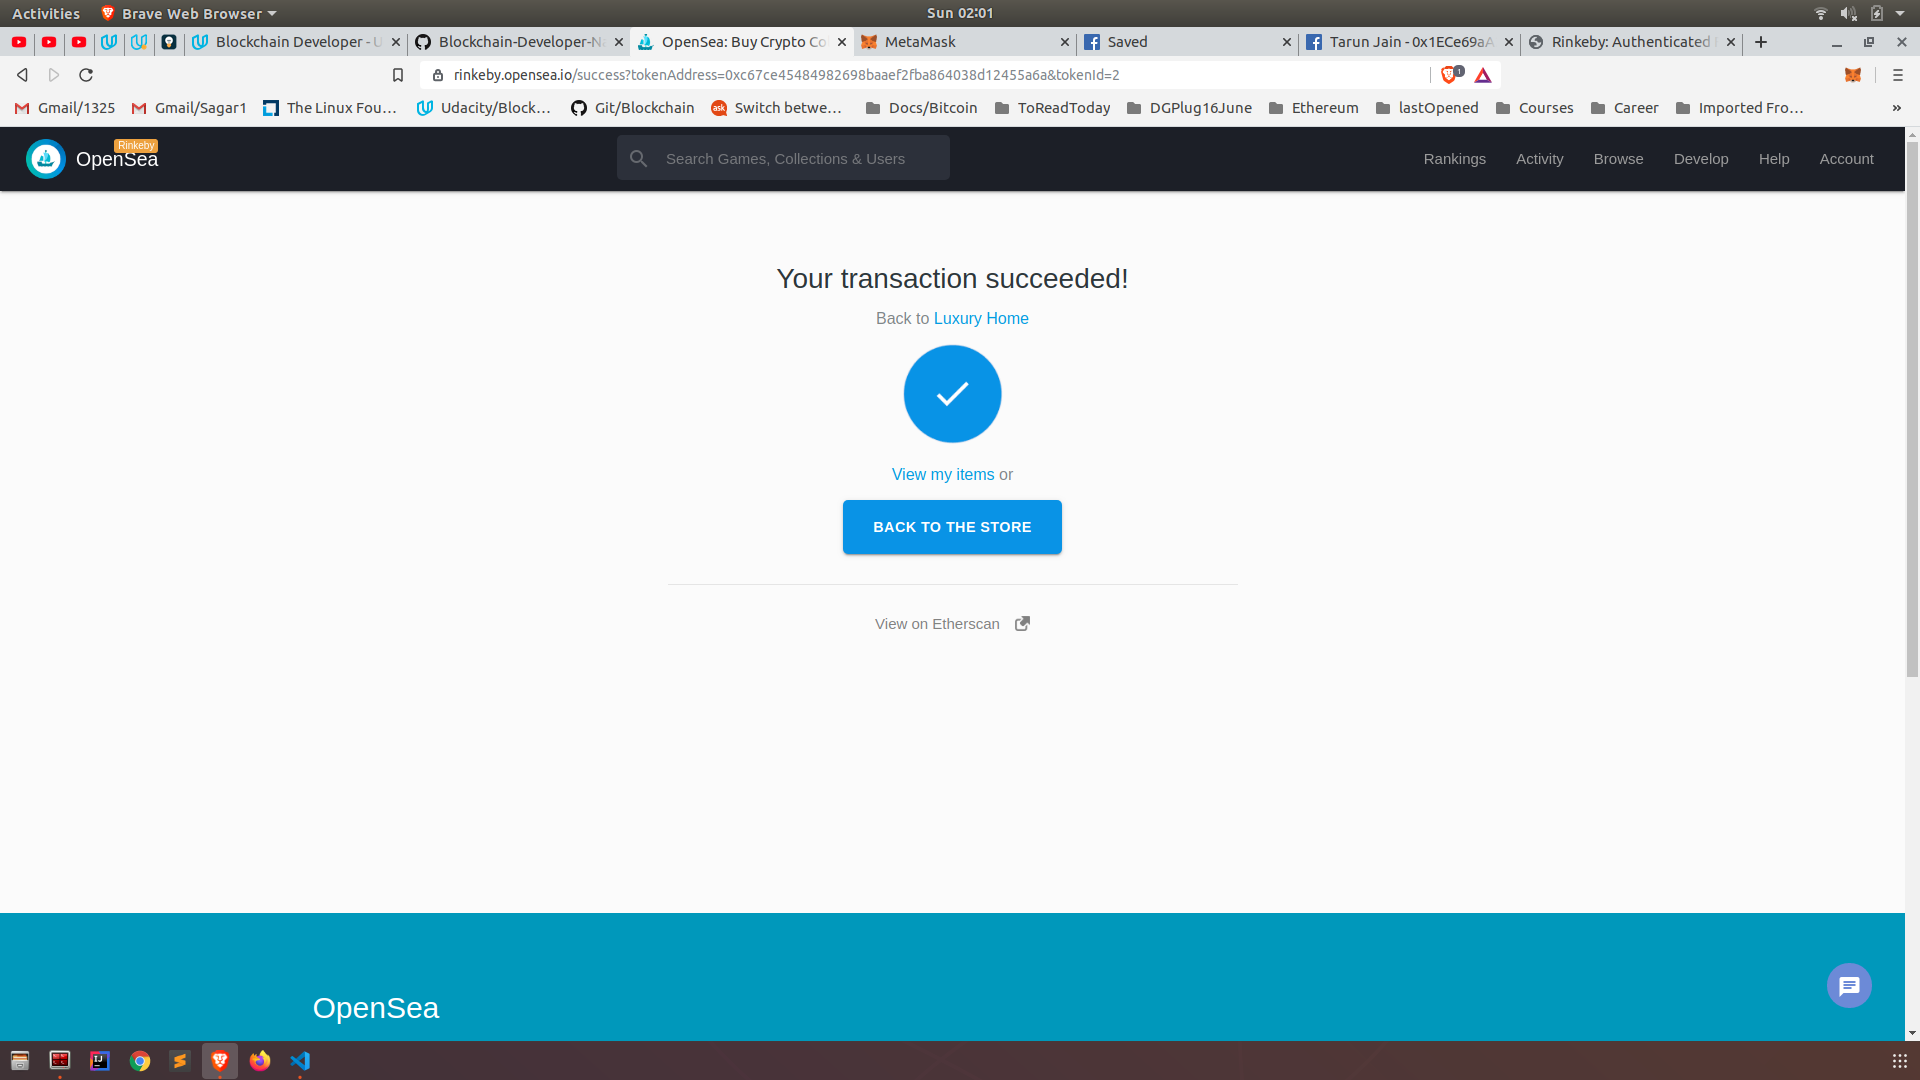 Activities Brave Web Browser Sun 02:01
Blockchain Developer - U Blockchain-Developer-Na OpenSea: Buy Crypto Co MetaMask Saved Tarun Jain - 0x1ECe69aA Rinkeby: Authenticated
rinkeby.opensea.io/success?tokenAddress=0xc67ce45484982698baaef2fba864038d12455a6a&tokenId=2 1
Gmail/1325 Gmail/Sagar1 The Linux Fou… Udacity/Block… Git/Blockchain ask Switch betwe… Docs/Bitcoin ToReadToday DGPlug16June Ethereum lastOpened Courses Career Imported Fro… »
Rinkeby
OpenSea Search Games, Collections & Users Rankings Activity Browse Develop Help Account
Your transaction succeeded!
Back to Luxury Home
View my items or
BACK TO THE STORE
View on Etherscan
OpenSea
IJ